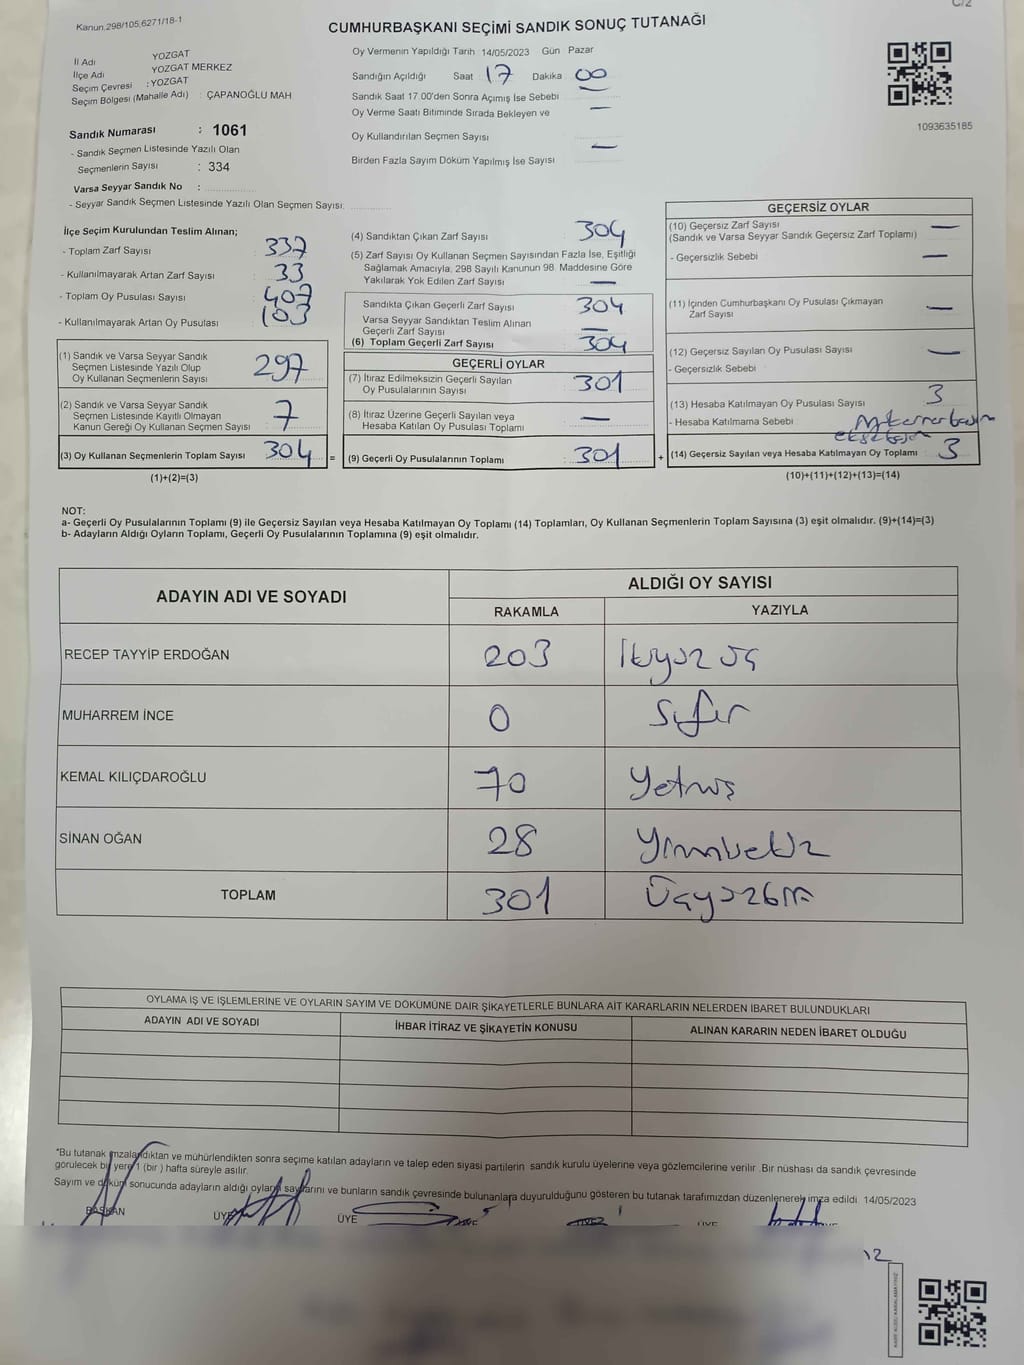 Kanun.298/105,6271/18-1
C/2
CUMHURBAŞKANI SEÇİMİ SANDIK SONUÇ TUTANAĞI
İl Adı YOZGAT
İlçe Adı YOZGAT MERKEZ
Seçim Çevresi : YOZGAT
Seçim Bölgesi (Mahalle Adı) : ÇAPANOĞLU MAH
Sandık Numarası : 1061
- Sandık Seçmen Listesinde Yazılı Olan
Seçmenlerin Sayısı : 334
Varsa Seyyar Sandık No :
- Seyyar Sandık Seçmen Listesinde Yazılı Olan Seçmen Sayısı:
Oy Vermenin Yapıldığı Tarih 14/05/2023 Gün Pazar
Sandığın Açıldığı Saat 17 Dakika 00
Sandık Saat 17.00'den Sonra Açımış İse Sebebi —
Oy Verme Saatı Bitiminde Sırada Bekleyen ve —
Oy Kullandırılan Seçmen Sayısı
Birden Fazla Sayım Döküm Yapılmış İse Sayısı —
1093635185
İlçe Seçim Kurulundan Teslim Alınan;
- Toplam Zarf Sayısı : 337
- Kullanılmayarak Artan Zarf Sayısı : 33
- Toplam Oy Pusulası Sayısı : 407
- Kullanılmayarak Artan Oy Pusulası : 103
(1) Sandık ve Varsa Seyyar Sandık
Seçmen Listesinde Yazılı Olup
Oy Kullanan Seçmenlerin Sayısı 297
(2) Sandık ve Varsa Seyyar Sandık
Seçmen Listesinde Kayıtlı Olmayan
Kanun Gereği Oy Kullanan Seçmen Sayısı 7
(3) Oy Kullanan Seçmenlerin Toplam Sayısı 304 =
(1)+(2)=(3)
(4) Sandıktan Çıkan Zarf Sayısı 304
(5) Zarf Sayısı Oy Kullanan Seçmen Sayısından Fazla İse, Eşitliği
Sağlamak Amacıyla, 298 Sayılı Kanunun 98. Maddesine Göre
Yakılarak Yok Edilen Zarf Sayısı —
Sandıkta Çıkan Geçerli Zarf Sayısı 304
Varsa Seyyar Sandıktan Teslim Alınan
Geçerli Zarf Sayısı —
(6) Toplam Geçerli Zarf Sayısı 304
GEÇERLİ OYLAR
(7) İtiraz Edilmeksizin Geçerli Sayılan
Oy Pusulalarının Sayısı 301
(8) İtiraz Üzerine Geçerli Sayılan veya
Hesaba Katılan Oy Pusulası Toplamı —
(9) Geçerli Oy Pusulalarının Toplamı : 301 +
GEÇERSİZ OYLAR
(10) Geçersiz Zarf Sayısı —
(Sandık ve Varsa Seyyar Sandık Geçersiz Zarf Toplamı)
- Geçersizlik Sebebi —
(11) İçinden Cumhurbaşkanı Oy Pusulası Çıkmayan
Zarf Sayısı —
(12) Geçersiz Sayılan Oy Pusulası Sayısı —
- Geçersizlik Sebebi
(13) Hesaba Katılmayan Oy Pusulası Sayısı 3
- Hesaba Katılmama Sebebi
(14) Geçersiz Sayılan veya Hesaba Katılmayan Oy Toplamı : 3
(10)+(11)+(12)+(13)=(14)
NOT:
a- Geçerli Oy Pusulalarının Toplamı (9) ile Geçersiz Sayılan veya Hesaba Katılmayan Oy Toplamı (14) Toplamları, Oy Kullanan Seçmenlerin Toplam Sayısına (3) eşit olmalıdır. (9)+(14)=(3)
b- Adayların Aldığı Oyların Toplamı, Geçerli Oy Pusulalarının Toplamına (9) eşit olmalıdır.
ADAYIN ADI VE SOYADI ALDIĞI OY SAYISI
RAKAMLA YAZIYLA
RECEP TAYYİP ERDOĞAN 203 İkiyüz üç
MUHARREM İNCE 0 Sıfır
KEMAL KILIÇDAROĞLU 70 Yetmiş
SİNAN OĞAN 28 Yirmisekiz
TOPLAM 301 Üçyüzbir
OYLAMA İŞ VE İŞLEMLERİNE VE OYLARIN SAYIM VE DÖKÜMÜNE DAİR ŞİKAYETLERLE BUNLARA AİT KARARLARIN NELERDEN İBARET BULUNDUKLARI
ADAYIN ADI VE SOYADI İHBAR İTİRAZ VE ŞİKAYETİN KONUSU ALINAN KARARIN NEDEN İBARET OLDUĞU
*Bu tutanak imzalandıktan ve mühürlendikten sonra seçime katılan adayların ve talep eden siyasi partilerin sandık kurulu üyelerine veya gözlemcilerine verilir .Bir nüshası da sandık çevresinde
görülecek bir yere 1 (bir ) hafta süreyle asılır.
Sayım ve döküm sonucunda adayların aldığı oyların sayılarını ve bunların sandık çevresinde bulunanlara duyurulduğunu gösteren bu tutanak tarafımızdan düzenlenerek imza edildi 14/05/2023
BAŞKAN ÜYE ÜYE ÜYE ÜYE ÜYE
12